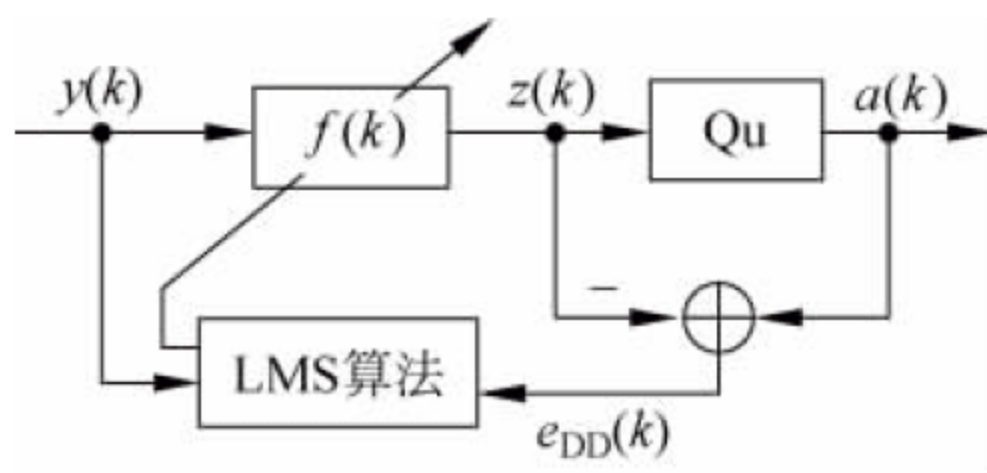 y(k)
f(k)
z(k)
Qu
a(k)
−
LMS算法
e_DD(k)